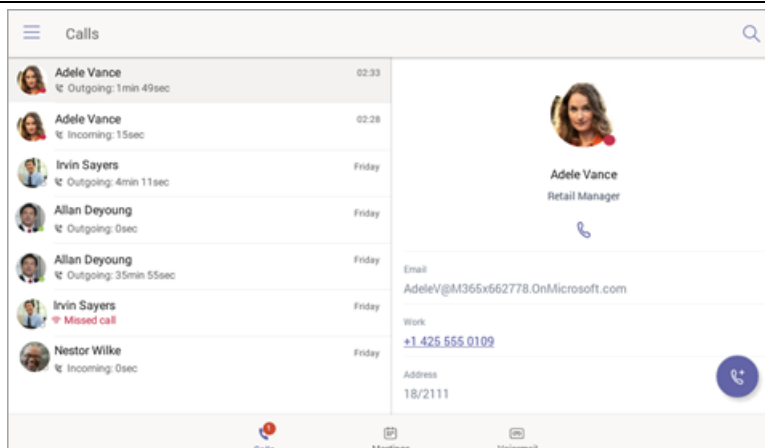 Calls
Adele Vance
02:33
Outgoing: 1min 49sec
Adele Vance
02:28
Incoming: 15sec
Irvin Sayers
Friday
Outgoing: 4min 11sec
Allan Deyoung
Friday
Outgoing: 0sec
Allan Deyoung
Friday
Outgoing: 35min 55sec
Irvin Sayers
Friday
Missed call
Nestor Wilke
Friday
Incoming: 0sec
Adele Vance
Retail Manager
Email
AdeleV@M365x662778.OnMicrosoft.com
Work
+1 425 555 0109
Address
18/2111
1
Calls
Meetings
Voicemail